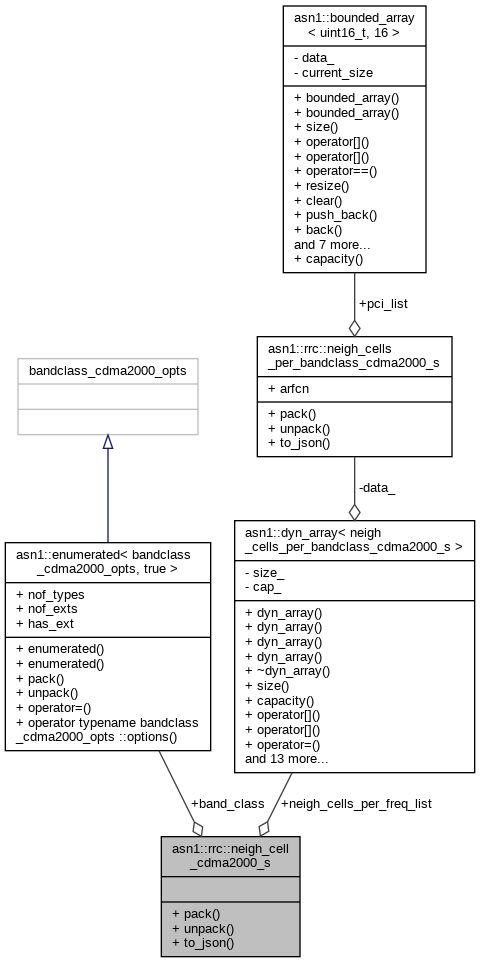 asn1::bounded_array
< uint16_t, 16 >
- data_
- current_size
+ bounded_array()
+ bounded_array()
+ size()
+ operator[]()
+ operator[]()
+ operator==()
+ resize()
+ clear()
+ push_back()
+ back()
and 7 more...
+ capacity()
+pci_list
asn1::rrc::neigh_cells
_per_bandclass_cdma2000_s
+ arfcn
+ pack()
+ unpack()
+ to_json()
bandclass_cdma2000_opts
-data_
asn1::dyn_array< neigh
_cells_per_bandclass_cdma2000_s >
- size_
- cap_
+ dyn_array()
+ dyn_array()
+ dyn_array()
+ dyn_array()
+ ~dyn_array()
+ size()
+ capacity()
+ operator[]()
+ operator[]()
+ operator=()
and 13 more...
asn1::enumerated< bandclass
_cdma2000_opts, true >
+ nof_types
+ nof_exts
+ has_ext
+ enumerated()
+ enumerated()
+ pack()
+ unpack()
+ operator=()
+ operator typename bandclass
_cdma2000_opts ::options()
+band_class
+neigh_cells_per_freq_list
asn1::rrc::neigh_cell
_cdma2000_s
+ pack()
+ unpack()
+ to_json()